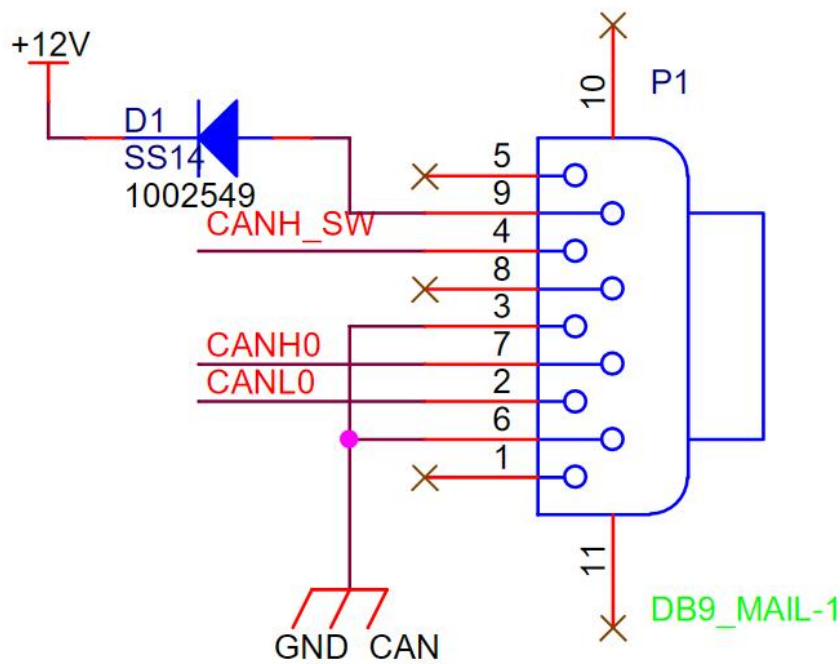 +12V
10
P1
D1
SS14
1002549
5
9
CANH_SW
4
8
3
CANH0
7
CANL0
2
6
1
11
DB9_MAIL-1
GND CAN